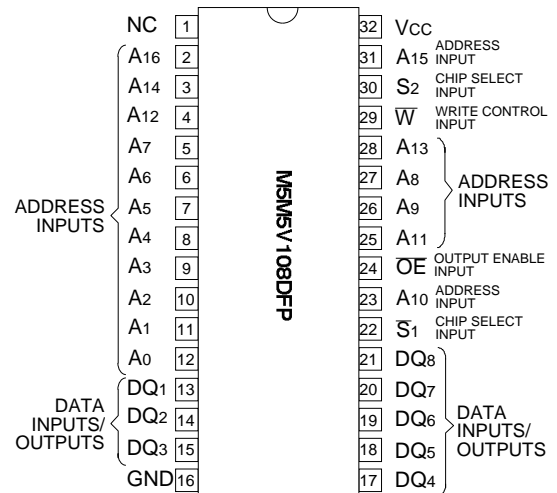 NC 1 32 VCC
A16 2 31 A15 ADDRESS INPUT
A14 3 30 S2 CHIP SELECT INPUT
A12 4 29 W̅ WRITE CONTROL INPUT
A7 5 28 A13
A6 6 27 A8
ADDRESS INPUTS
A5 7 26 A9
ADDRESS INPUTS
A4 8 25 A11
A3 9 24 O̅E̅ OUTPUT ENABLE INPUT
A2 10 23 A10 ADDRESS INPUT
A1 11 22 S̅1 CHIP SELECT INPUT
A0 12 21 DQ8
DQ1 13 20 DQ7
DATA INPUTS/ OUTPUTS
DQ2 14 19 DQ6
DATA INPUTS/ OUTPUTS
DQ3 15 18 DQ5
GND 16 17 DQ4
M5M5V108DFP